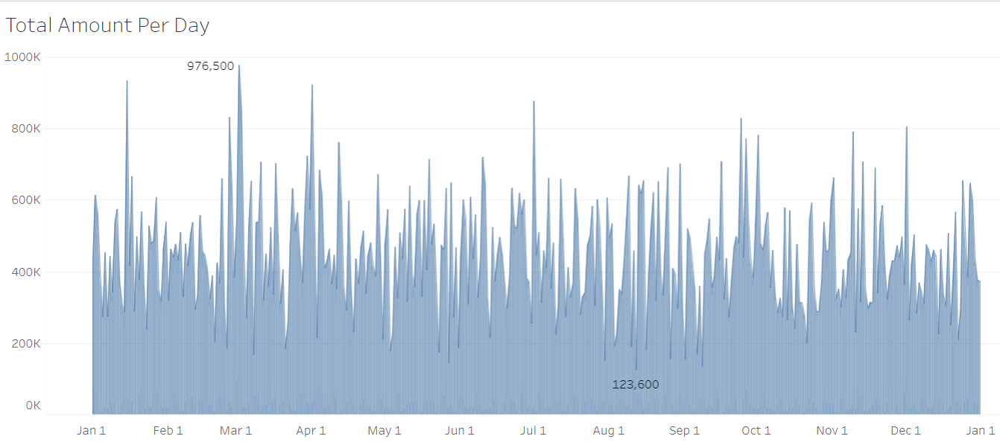 Total Amount Per Day
1000K
976,500
800K
600K
400K
200K
123,600
0K
Jan 1 Feb 1 Mar 1 Apr 1 May 1 Jun 1 Jul 1 Aug 1 Sep 1 Oct 1 Nov 1 Dec 1 Jan 1